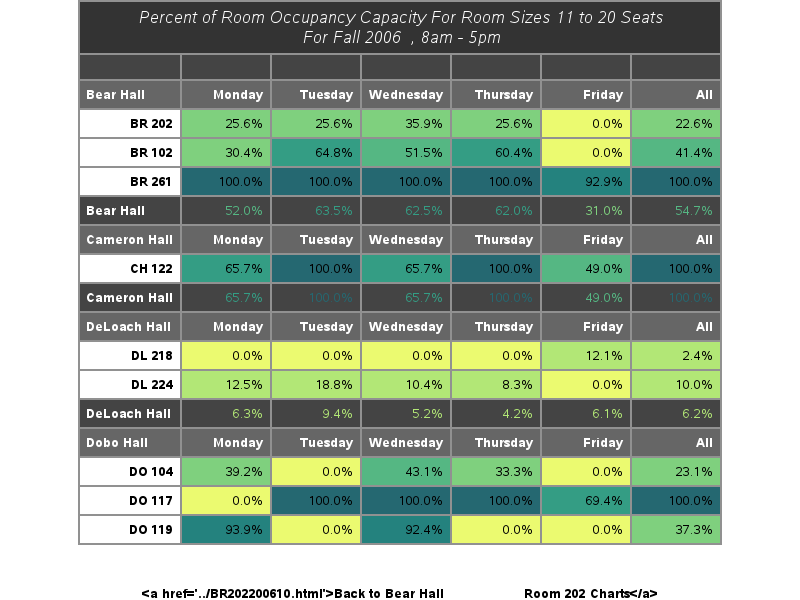 Percent of Room Occupancy Capacity For Room Sizes 11 to 20 Seats
For Fall 2006 , 8am - 5pm
Bear Hall Monday Tuesday Wednesday Thursday Friday All
BR 202 25.6% 25.6% 35.9% 25.6% 0.0% 22.6%
BR 102 30.4% 64.8% 51.5% 60.4% 0.0% 41.4%
BR 261 100.0% 100.0% 100.0% 100.0% 92.9% 100.0%
Bear Hall 52.0% 63.5% 62.5% 62.0% 31.0% 54.7%
Cameron Hall Monday Tuesday Wednesday Thursday Friday All
CH 122 65.7% 100.0% 65.7% 100.0% 49.0% 100.0%
Cameron Hall 65.7% 100.0% 65.7% 100.0% 49.0% 100.0%
DeLoach Hall Monday Tuesday Wednesday Thursday Friday All
DL 218 0.0% 0.0% 0.0% 0.0% 12.1% 2.4%
DL 224 12.5% 18.8% 10.4% 8.3% 0.0% 10.0%
DeLoach Hall 6.3% 9.4% 5.2% 4.2% 6.1% 6.2%
Dobo Hall Monday Tuesday Wednesday Thursday Friday All
DO 104 39.2% 0.0% 43.1% 33.3% 0.0% 23.1%
DO 117 0.0% 100.0% 100.0% 100.0% 69.4% 100.0%
DO 119 93.9% 0.0% 92.4% 0.0% 0.0% 37.3%
<a href='../BR202200610.html'>Back to Bear Hall Room 202 Charts</a>